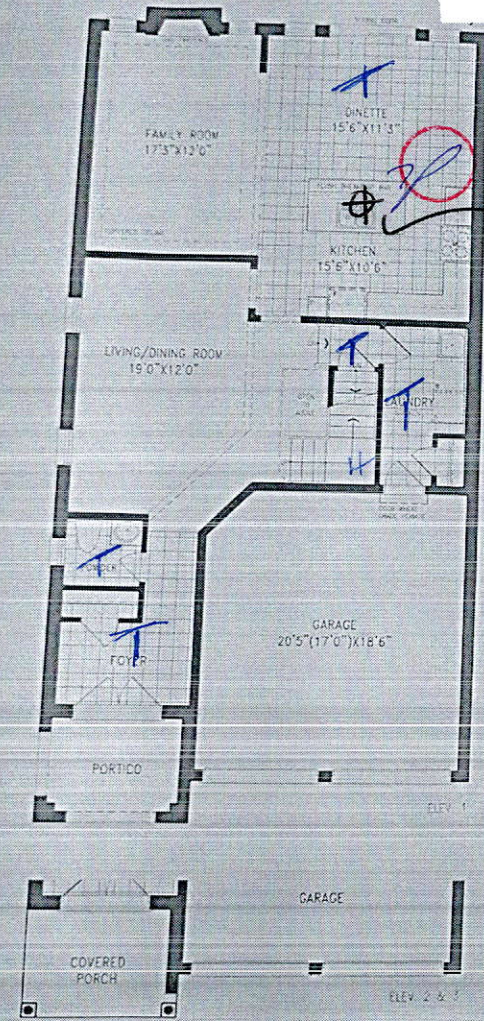 T
DINETTE
15'6"X11'3"
FAMILY ROOM
17'3"X12'0"
KITCHEN
15'6"X10'6"
LIVING/DINING ROOM
19'0"X12'0"
T
T
LAUNDRY
H
T
POWDER
T
FOYER
GARAGE
20'5"(17'0")X18'6"
PORTICO
ELEV. 1
GARAGE
COVERED
PORCH
ELEV. 2 & 3